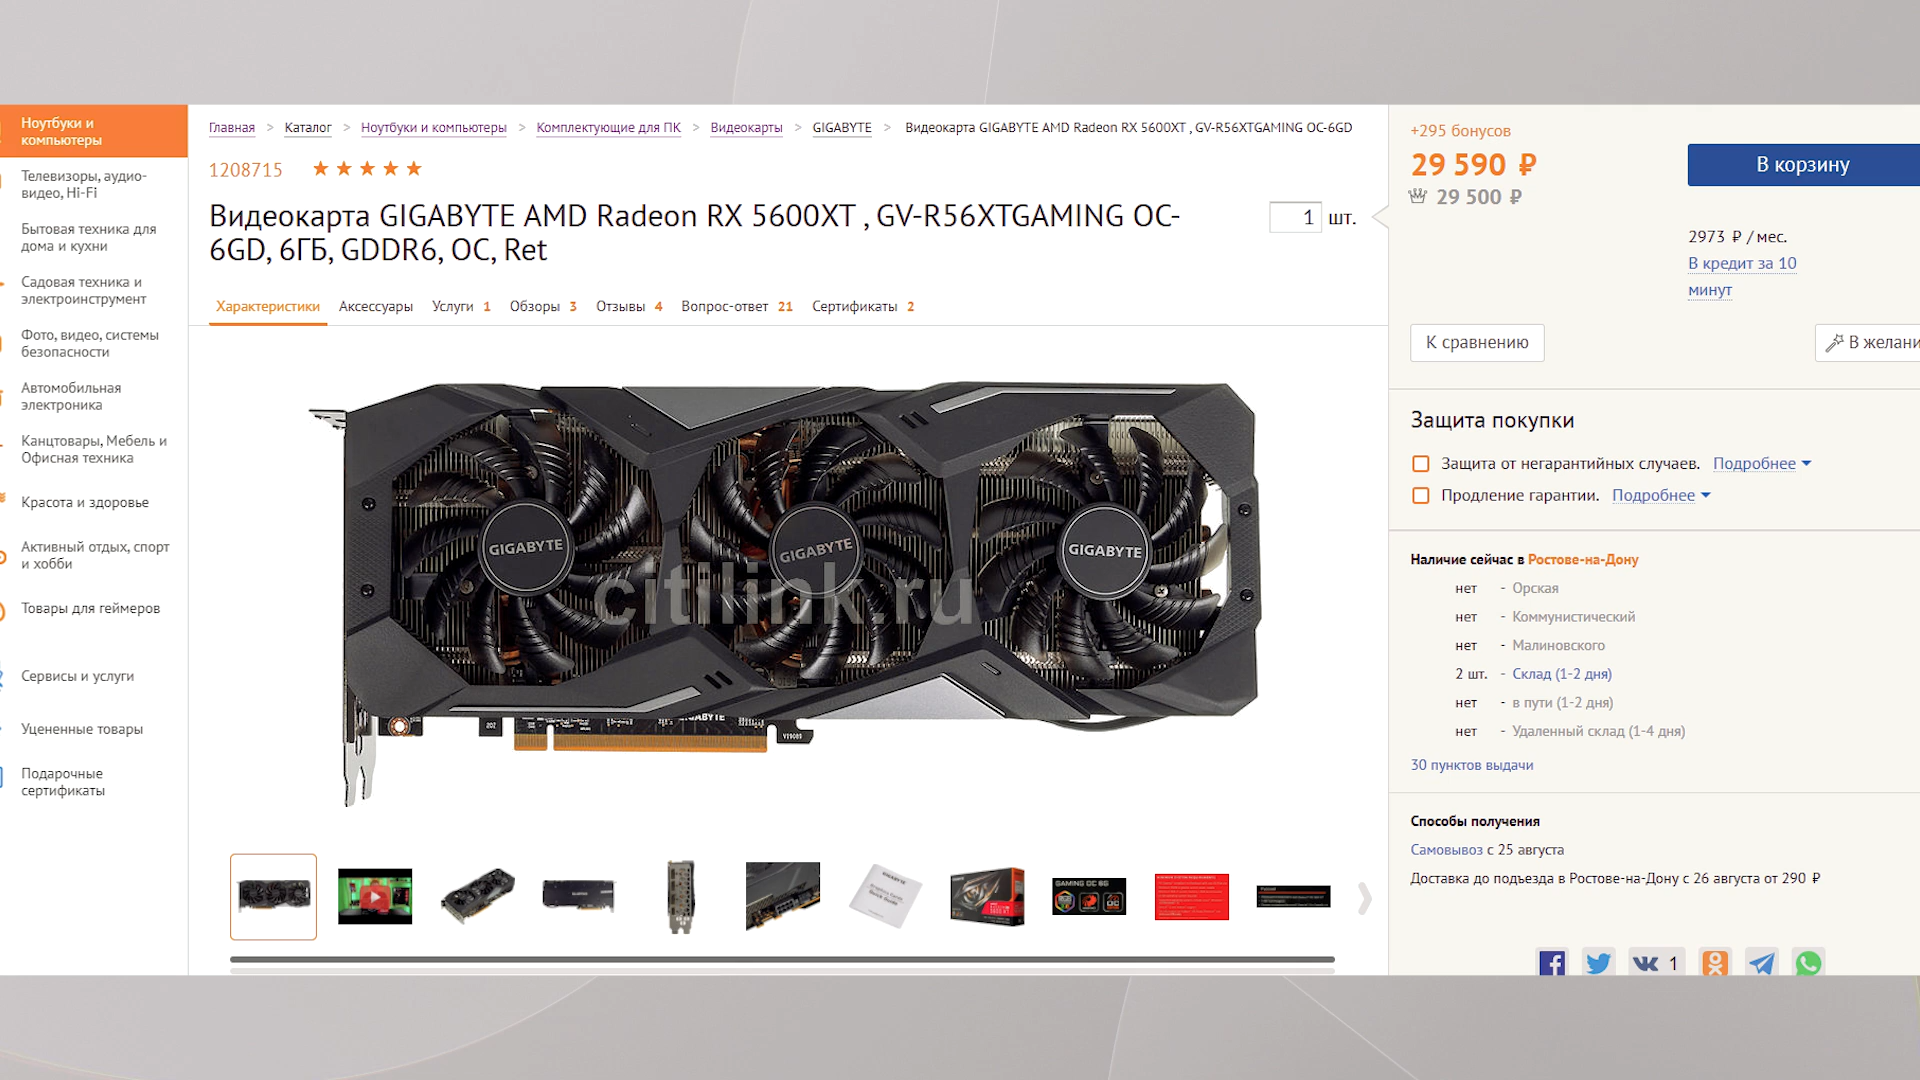 Ноутбуки и
компьютеры
Телевизоры, аудио-
видео, Hi-Fi
Бытовая техника для
дома и кухни
Садовая техника и
электроинструмент
Фото, видео, системы
безопасности
Автомобильная
электроника
Канцтовары, Мебель и
Офисная техника
Красота и здоровье
Активный отдых, спорт
и хобби
Товары для геймеров
Сервисы и услуги
Уцененные товары
Подарочные
сертификаты
Главная > Каталог > Ноутбуки и компьютеры > Комплектующие для ПК > Видеокарты > GIGABYTE > Видеокарта GIGABYTE AMD Radeon RX 5600XT , GV-R56XTGAMING OC-6GD
1208715
Видеокарта GIGABYTE AMD Radeon RX 5600XT , GV-R56XTGAMING OC-
6GD, 6ГБ, GDDR6, OC, Ret
1 шт.
Характеристики Аксессуары Услуги 1 Обзоры 3 Отзывы 4 Вопрос-ответ 21 Сертификаты 2
GIGABYTE GIGABYTE GIGABYTE
citilink.ru
GIGABYTE
GAMING OC 6G
+295 бонусов
29 590 ₽
29 500 ₽
В корзину
2973 ₽ / мес.
В кредит за 10
минут
К сравнению
В желани
Защита покупки
Защита от негарантийных случаев. Подробнее
Продление гарантии. Подробнее
Наличие сейчас в Ростове-на-Дону
нет - Орская
нет - Коммунистический
нет - Малиновского
2 шт. - Склад (1-2 дня)
нет - в пути (1-2 дня)
нет - Удаленный склад (1-4 дня)
30 пунктов выдачи
Способы получения
Самовывоз с 25 августа
Доставка до подъезда в Ростове-на-Дону с 26 августа от 290 ₽
1